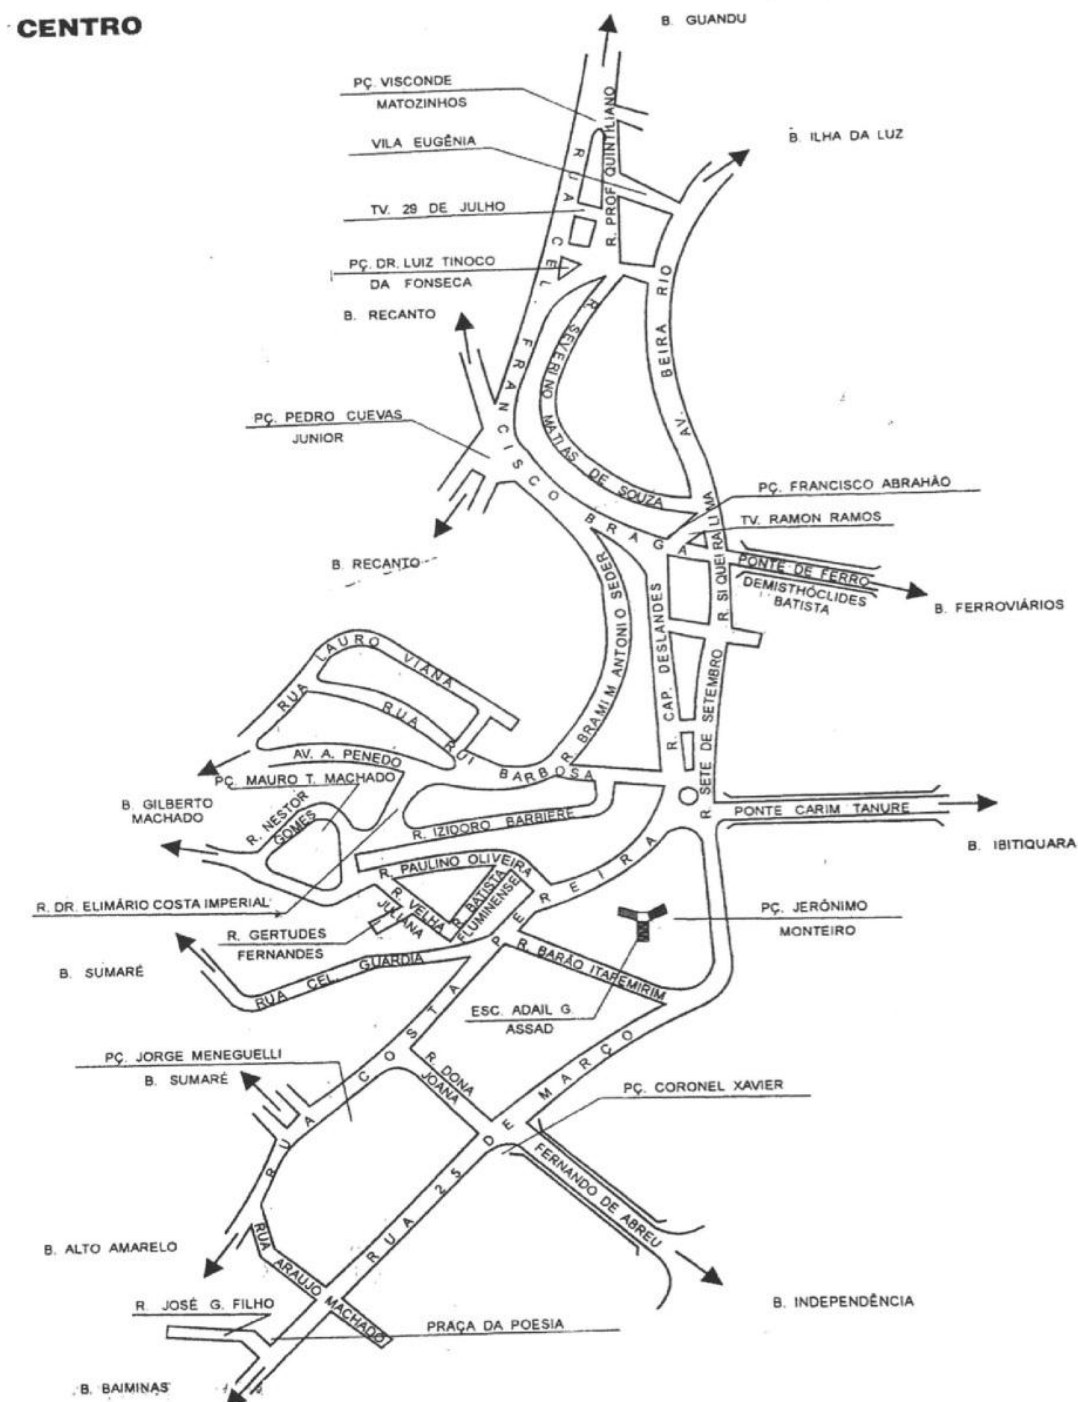 CENTRO
B. GUANDU
PÇ. VISCONDE
MATOZINHOS
VILA EUGÊNIA
B. ILHA DA LUZ
R. PROF. QUINTILIANO
TV. 29 DE JULHO
PÇ. DR. LUIZ TINOCO
DA FONSECA
B. RECANTO
RUA CEL FRANCISCO BRAGA
R. SEVERINO MATIAS DE SOUZA
AV. BEIRA RIO
PÇ. PEDRO CUEVAS
JUNIOR
PÇ. FRANCISCO ABRAHÃO
TV. RAMON RAMOS
R. SIQUEIRA LIMA
B. RECANTO
PONTE DE FERRO
DEMISTHÓCLIDES
BATISTA
B. FERROVIÁRIOS
R. BRAMIM ANTONIO SEDER
R. CAP. DESLANDES
R. SETE DE SETEMBRO
RUA LAURO VIANA
RUA RUI BARBOSA
AV. A. PENEDO
PÇ. MAURO T. MACHADO
B. GILBERTO
MACHADO
R. NESTOR
GOMES
R. IZIDORO BARBIERE
PONTE CARIM TANURE
B. IBITIQUARA
R. PAULINO OLIVEIRA
R. DR. ELIMÁRIO COSTA IMPERIAL
R. VELHA
JULIANA
R. BATISTA
FLUMINENSE
R. GERTUDES
FERNANDES
PÇ. JERÔNIMO
MONTEIRO
B. SUMARÉ
RUA CEL. GUARDIA
R. BARÃO ITAPEMIRIM
ESC. ADAIL G.
ASSAD
RUA COSTA PEREIRA
PÇ. JORGE MENEGUELLI
B. SUMARÉ
R. DONA
JOANA
PÇ. CORONEL XAVIER
RUA 25 DE MARÇO
FERNANDO DE ABREU
B. ALTO AMARELO
RUA ARAUJO MACHADO
R. JOSÉ G. FILHO
B. INDEPENDÊNCIA
PRAÇA DA POESIA
B. BAIMINAS